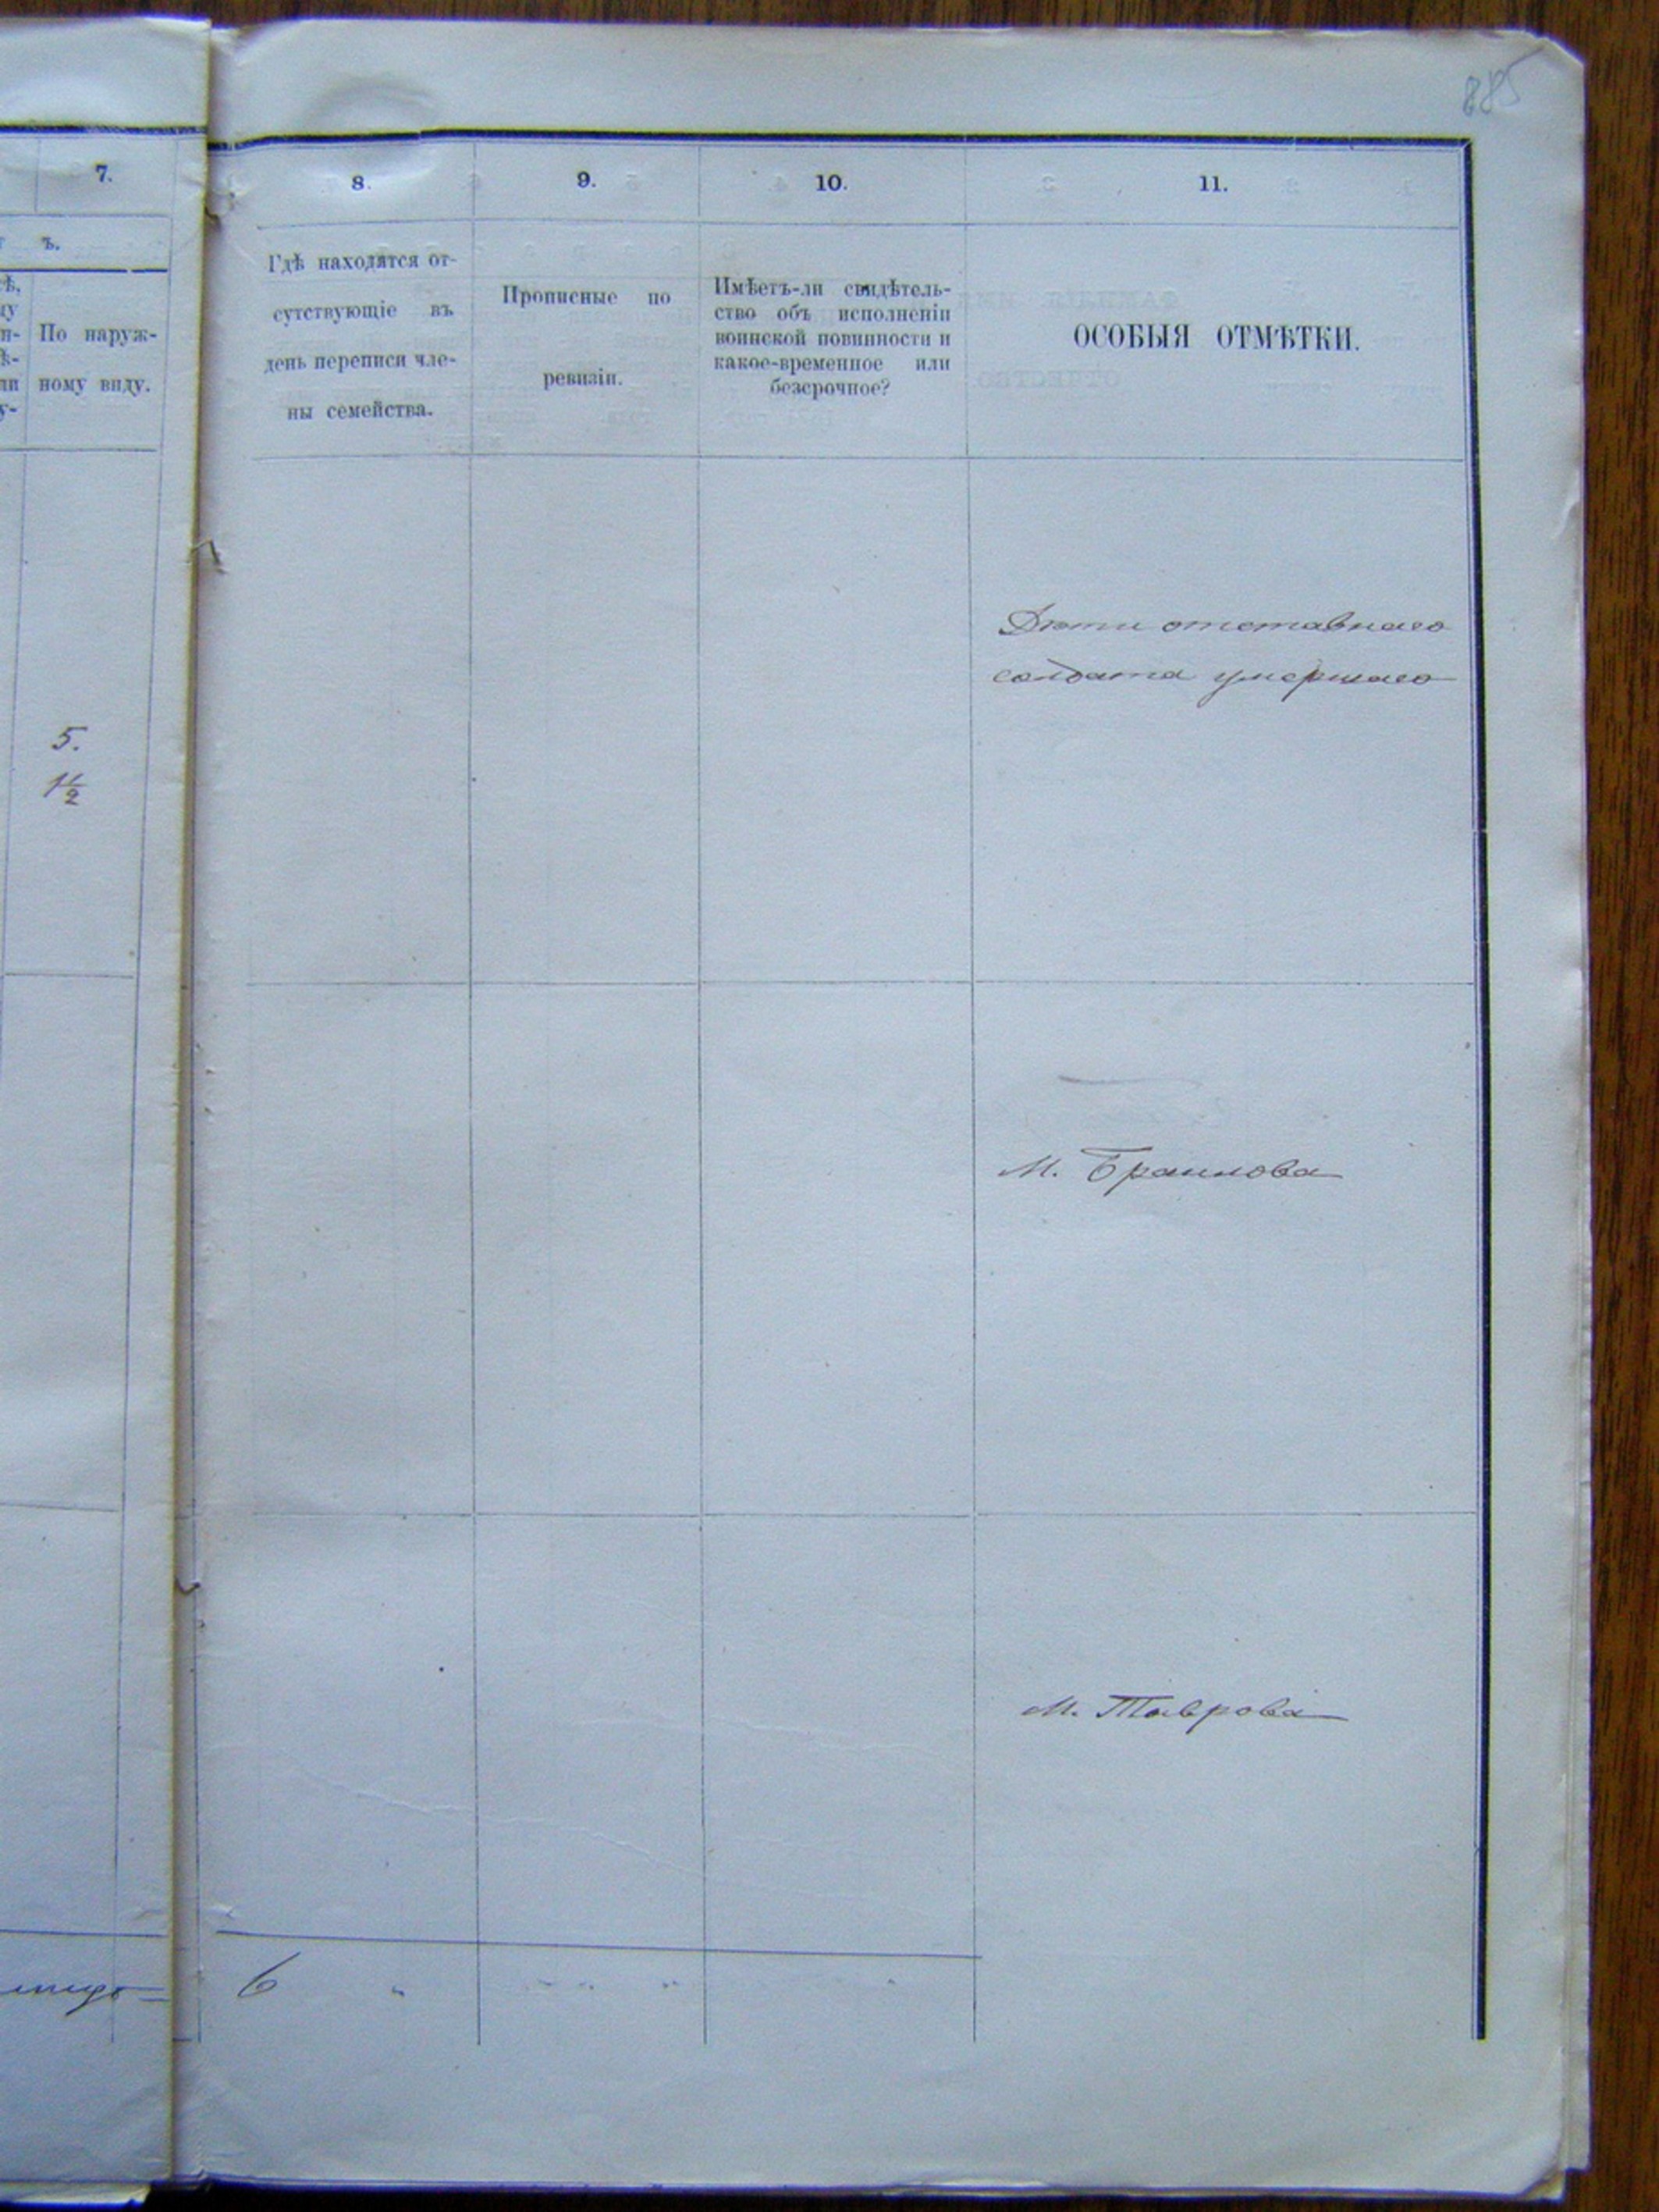 885
7.
8.
9.
10.
11.
ъ.
По наруж-
ному виду.
Гдѣ находятся от-
сутствующіе въ
день переписи чле-
ны семейства.
Прописные по
ревизіи.
Имѣетъ-ли свидѣтель-
ство объ исполненіи
воинской повинности и
какое-временное или
безсрочное?
ОСОБЫЯ ОТМѢТКИ.
Дѣти отставнаго
солдата умершаго
5.
1½
М. Браилова
М. Таврова
6 "